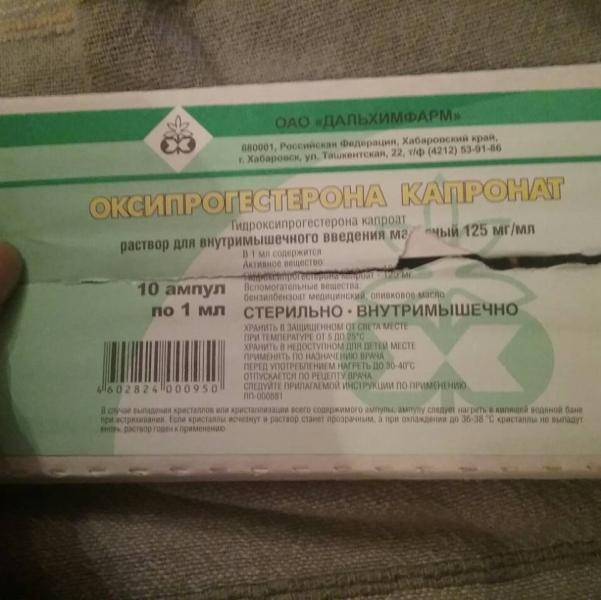 ОАО «ДАЛЬХИМФАРМ»
680001, Российская Федерация, Хабаровский край,
г. Хабаровск, ул. Ташкентская, 22, т/ф (4212) 53-91-86
ОКСИПРОГЕСТЕРОНА КАПРОНАТ
Гидроксипрогестерона капроат
раствор для внутримышечного введения 125 мг/мл
В 1 мл содержится
Активное вещество:
Гидроксипрогестерона капроат - 125 мг
Вспомогательные вещества:
бензилбензоат медицинский, оливковое масло
10 ампул
по 1 мл
СТЕРИЛЬНО • ВНУТРИМЫШЕЧНО
ХРАНИТЬ В ЗАЩИЩЕННОМ ОТ СВЕТА МЕСТЕ
ПРИ ТЕМПЕРАТУРЕ ОТ 5 ДО 25°С
ХРАНИТЬ В НЕДОСТУПНОМ ДЛЯ ДЕТЕЙ МЕСТЕ
ПРИМЕНЯТЬ ПО НАЗНАЧЕНИЮ ВРАЧА
ПЕРЕД УПОТРЕБЛЕНИЕМ НАГРЕТЬ ДО 30-40°С
ОТПУСКАЕТСЯ ПО РЕЦЕПТУ ВРАЧА
СЛЕДУЙТЕ ПРИЛАГАЕМОЙ ИНСТРУКЦИИ ПО ПРИМЕНЕНИЮ
ЛП-000881
4 602824 000950
В случае выпадения кристаллов или кристаллизации всего содержимого ампулы, ампулу следует нагреть в кипящей водяной бане
при встряхивании. Если кристаллы исчезнут и раствор станет прозрачным, а при охлаждении до 36-38 °С кристаллы не выпадут
вновь, раствор годен к применению